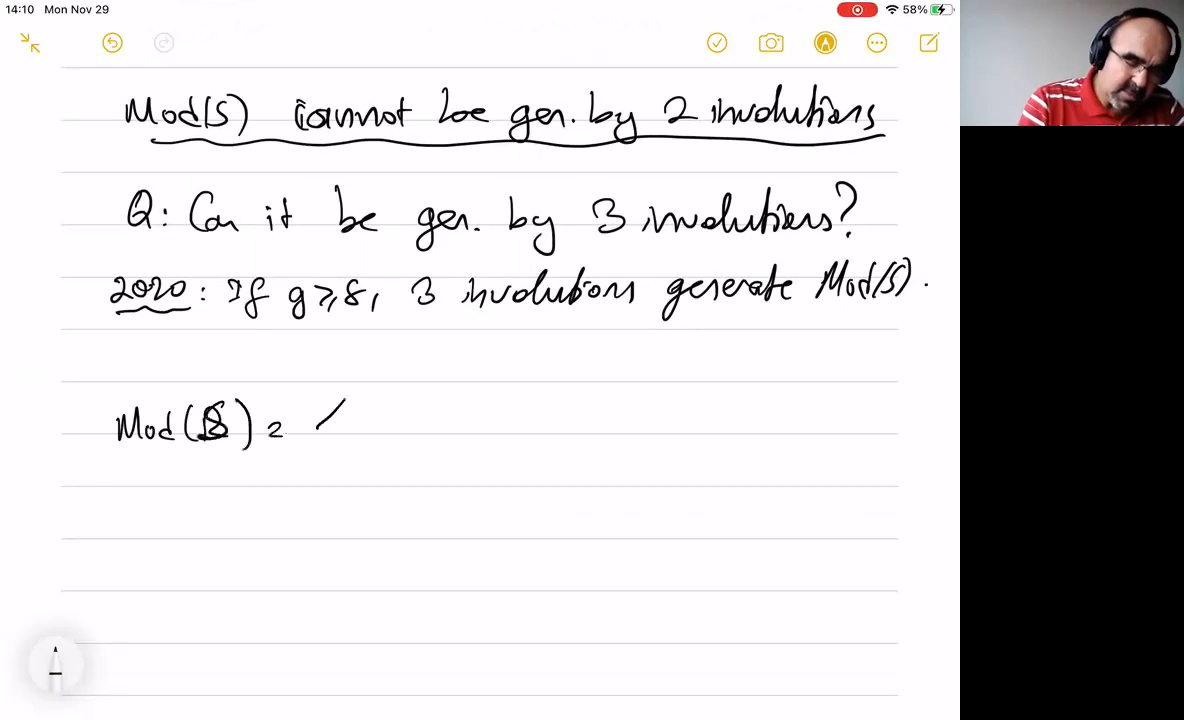 14:10 Mon Nov 29
58%
Mod(S) cannot be gen. by 2 involutions
Q: Can it be gen. by 3 involutions?
2020: If g ≥ 8, 3 involutions generate Mod(S).
Mod(S) =